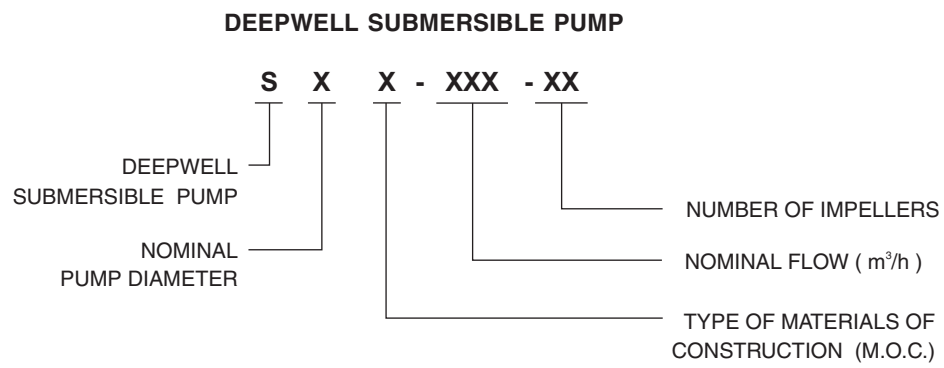 DEEPWELL SUBMERSIBLE PUMP
S X X - XXX - XX
DEEPWELL
SUBMERSIBLE PUMP
NOMINAL
PUMP DIAMETER
NUMBER OF IMPELLERS
NOMINAL FLOW ( m³/h )
TYPE OF MATERIALS OF
CONSTRUCTION (M.O.C.)